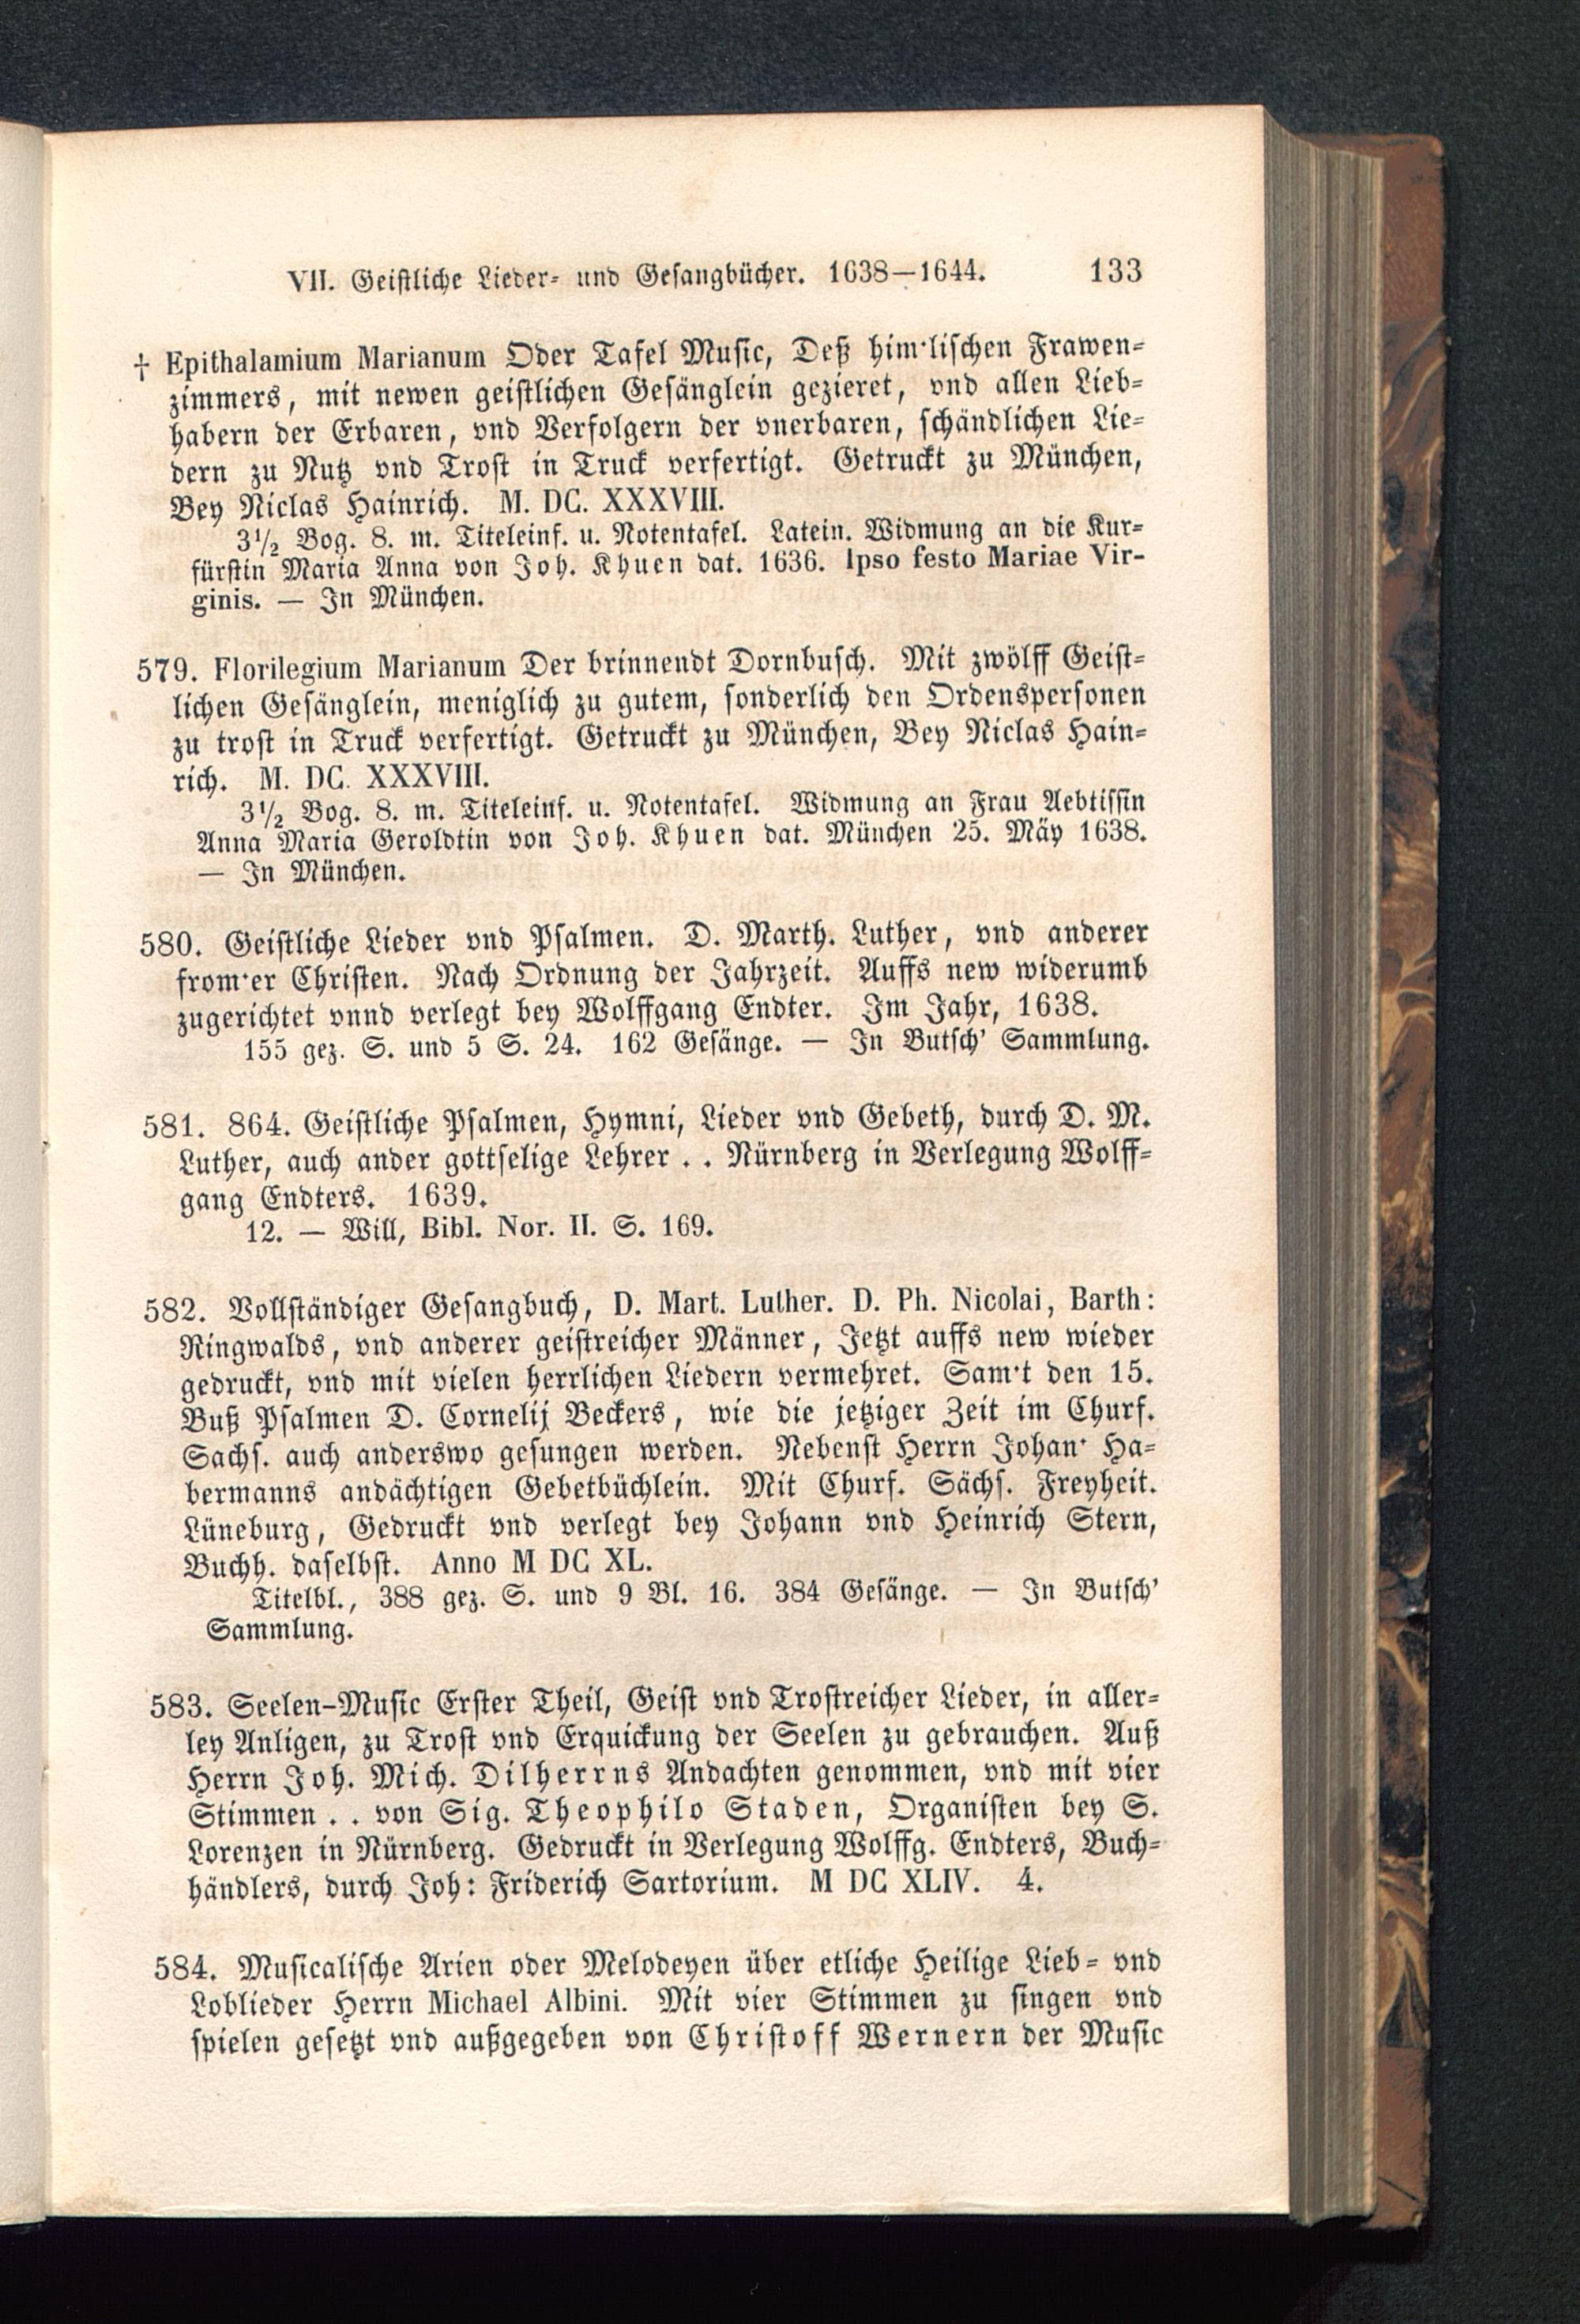 VII. Geistliche Lieder- und Gesangbücher. 1638—1644. 133
† Epithalamium Marianum Oder Tafel Music, Deß him·lischen Frawen-
zimmers, mit newen geistlichen Gesänglein gezieret, vnd allen Lieb-
habern der Erbaren, vnd Verfolgern der vnerbaren, schändlichen Lie-
dern zu Nutz vnd Trost in Truck verfertigt. Getruckt zu München,
Bey Niclas Hainrich. M. DC. XXXVIII.
3½ Bog. 8. m. Titeleinf. u. Notentafel. Latein. Widmung an die Kur-
fürstin Maria Anna von Joh. Khuen dat. 1636. Ipso festo Mariae Vir-
ginis. — In München.
579. Florilegium Marianum Der brinnendt Dornbusch. Mit zwölff Geist-
lichen Gesänglein, meniglich zu gutem, sonderlich den Ordenspersonen
zu trost in Truck verfertigt. Getruckt zu München, Bey Niclas Hain-
rich. M. DC. XXXVIII.
3½ Bog. 8. m. Titeleinf. u. Notentafel. Widmung an Frau Aebtissin
Anna Maria Geroldtin von Joh. Khuen dat. München 25. Mäy 1638.
— In München.
580. Geistliche Lieder vnd Psalmen. D. Marth. Luther, vnd anderer
from·er Christen. Nach Ordnung der Jahrzeit. Auffs new widerumb
zugerichtet vnnd verlegt bey Wolffgang Endter. Im Jahr, 1638.
155 gez. S. und 5 S. 24. 162 Gesänge. — In Butsch' Sammlung.
581. 864. Geistliche Psalmen, Hymni, Lieder vnd Gebeth, durch D. M.
Luther, auch ander gottselige Lehrer . . Nürnberg in Verlegung Wolff-
gang Endters. 1639.
12. — Will, Bibl. Nor. II. S. 169.
582. Vollständiger Gesangbuch, D. Mart. Luther. D. Ph. Nicolai, Barth:
Ringwalds, vnd anderer geistreicher Männer, Jetzt auffs new wieder
gedruckt, vnd mit vielen herrlichen Liedern vermehret. Sam·t den 15.
Buß Psalmen D. Cornelij Beckers, wie die jetziger Zeit im Churf.
Sachs. auch anderswo gesungen werden. Nebenst Herrn Johan· Ha-
bermanns andächtigen Gebetbüchlein. Mit Churf. Sächs. Freyheit.
Lüneburg, Gedruckt vnd verlegt bey Johann vnd Heinrich Stern,
Buchh. daselbst. Anno M DC XL.
Titelbl., 388 gez. S. und 9 Bl. 16. 384 Gesänge. — In Butsch'
Sammlung.
583. Seelen-Music Erster Theil, Geist vnd Trostreicher Lieder, in aller-
ley Anligen, zu Trost vnd Erquickung der Seelen zu gebrauchen. Auß
Herrn Joh. Mich. Dilherrns Andachten genommen, vnd mit vier
Stimmen . . von Sig. Theophilo Staden, Organisten bey S.
Lorenzen in Nürnberg. Gedruckt in Verlegung Wolffg. Endters, Buch-
händlers, durch Joh: Friderich Sartorium. M DC XLIV. 4.
584. Musicalische Arien oder Melodeyen über etliche Heilige Lieb- vnd
Loblieder Herrn Michael Albini. Mit vier Stimmen zu singen vnd
spielen gesetzt vnd außgegeben von Christoff Wernern der Music